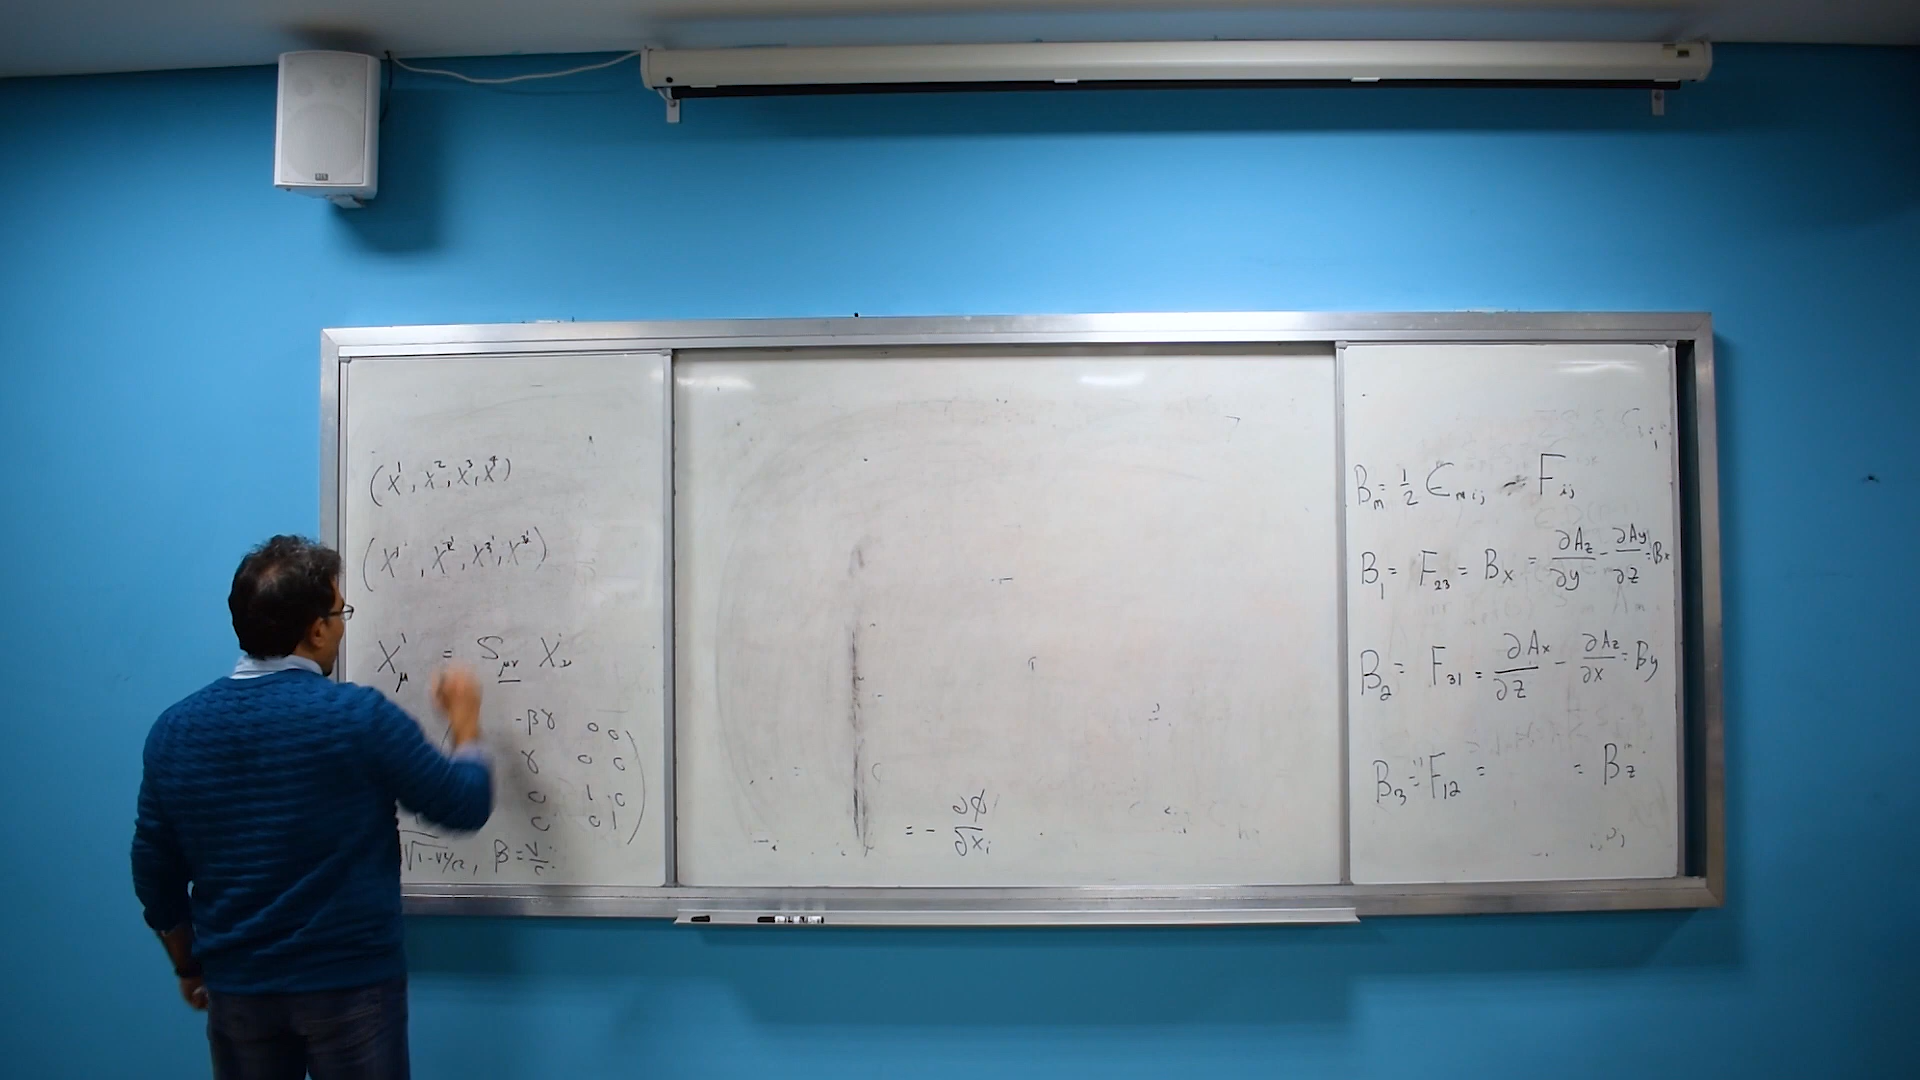 (x¹, x², x³, x⁴)
(x¹', x²', x³', x⁴')
X'_μ = S_μν X_ν
-βγ 0 0
γ 0 0
0 1 0
0 0 1
√1-v²/c², β = v/c
= - ∂φ/∂x_i
B_m = 1/2 ε_mij F_ij
B_1 = F_23 = B_x = ∂A_z/∂y - ∂A_y/∂z = B_x
B_2 = F_31 = ∂A_x/∂z - ∂A_z/∂x = B_y
B_3 = F_12 = = B_z